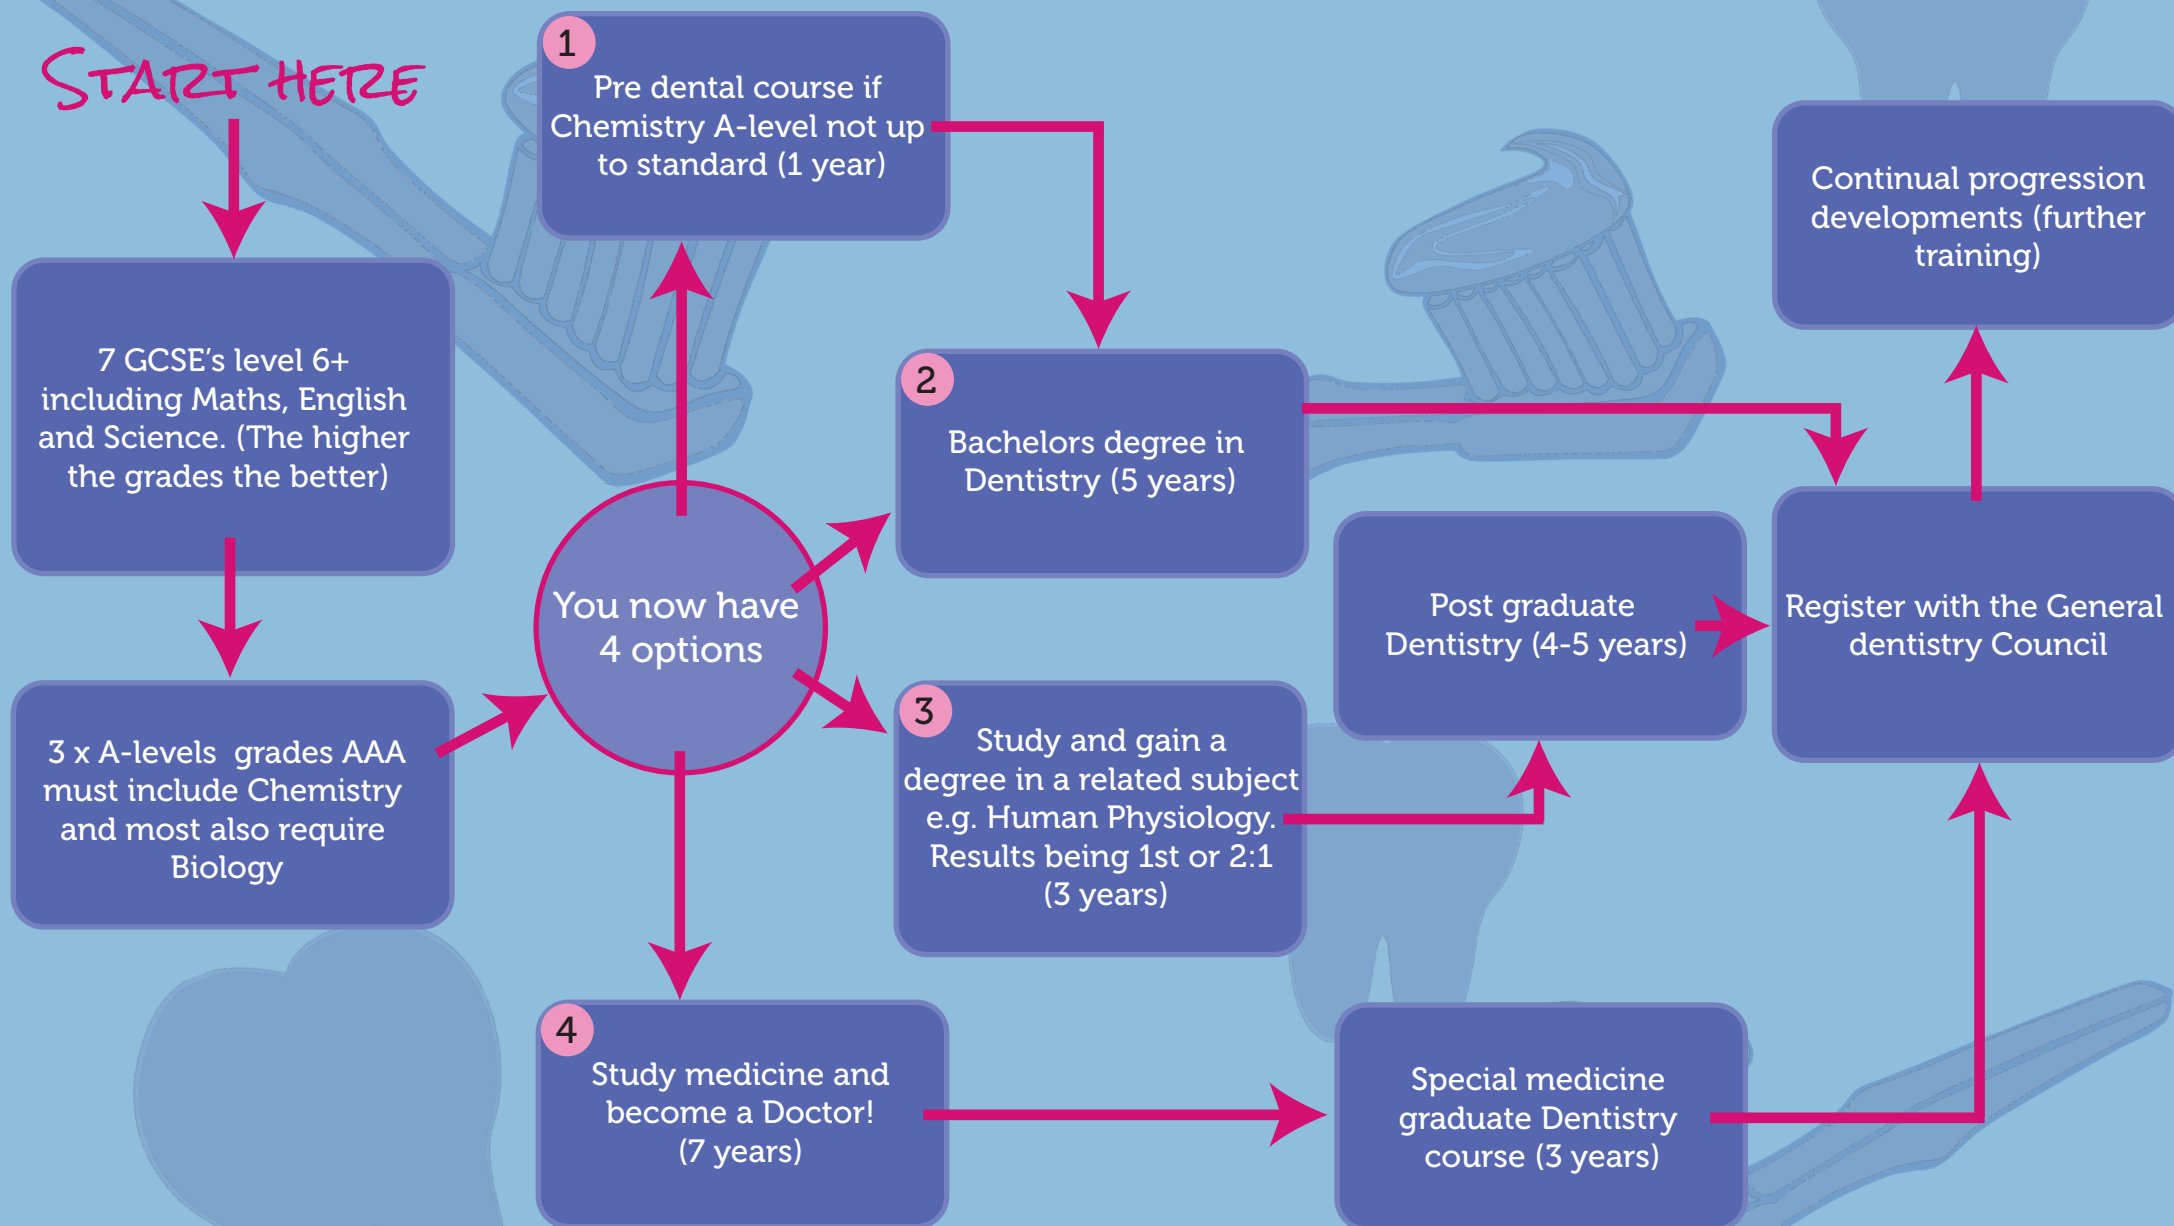 START HERE
7 GCSE’s level 6+
including Maths, English
and Science. (The higher
the grades the better)
3 x A-levels  grades AAA
must include Chemistry
and most also require
Biology
You now have
4 options
1
Pre dental course if
Chemistry A-level not up
to standard (1 year)
2
Bachelors degree in
Dentistry (5 years)
3
Study and gain a
degree in a related subject
e.g. Human Physiology.
Results being 1st or 2:1
(3 years)
Post graduate
Dentistry (4-5 years)
4
Study medicine and
become a Doctor!
(7 years)
Special medicine
graduate Dentistry
course (3 years)
Register with the General
dentistry Council
Continual progression
developments (further
training)